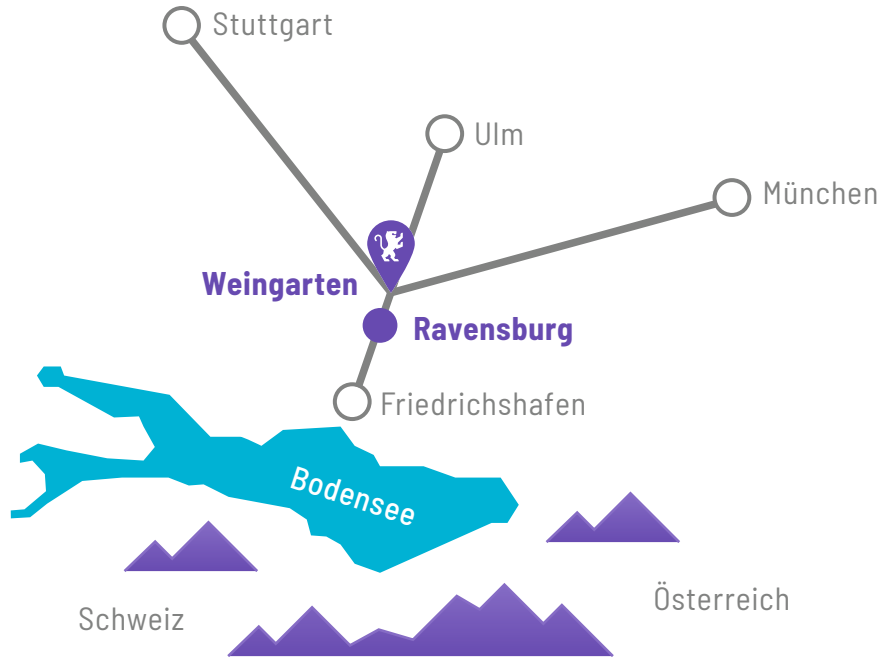 Stuttgart
Ulm
München
Weingarten
Ravensburg
Friedrichshafen
Bodensee
Österreich
Schweiz